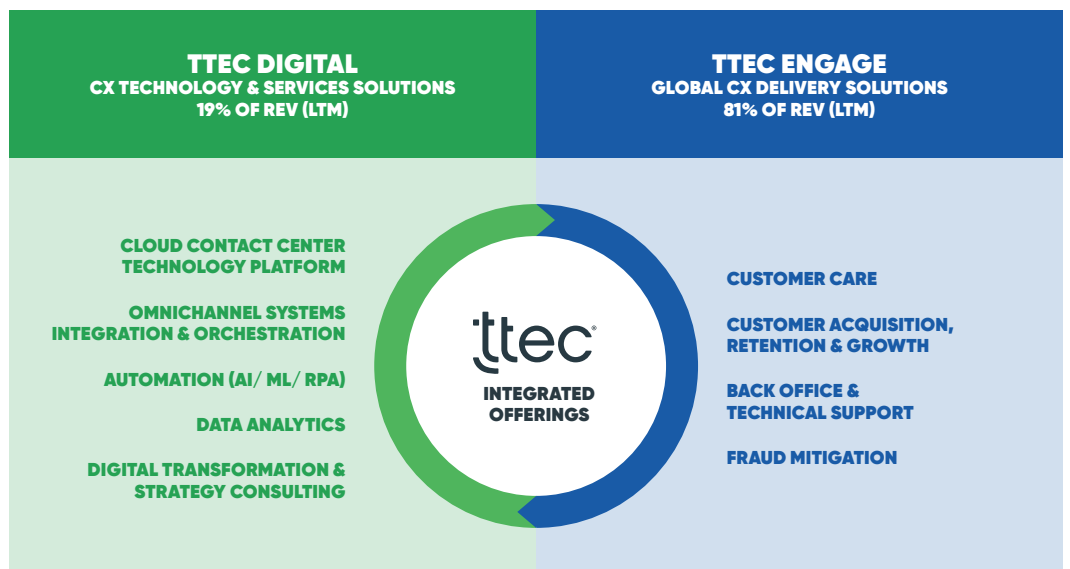 TTEC DIGITAL
CX TECHNOLOGY & SERVICES SOLUTIONS
19% OF REV (LTM)
TTEC ENGAGE
GLOBAL CX DELIVERY SOLUTIONS
81% OF REV (LTM)
CLOUD CONTACT CENTER
TECHNOLOGY PLATFORM
OMNICHANNEL SYSTEMS
INTEGRATION & ORCHESTRATION
AUTOMATION (AI/ ML/ RPA)
DATA ANALYTICS
DIGITAL TRANSFORMATION &
STRATEGY CONSULTING
ttec®
INTEGRATED
OFFERINGS
CUSTOMER CARE
CUSTOMER ACQUISITION,
RETENTION & GROWTH
BACK OFFICE &
TECHNICAL SUPPORT
FRAUD MITIGATION